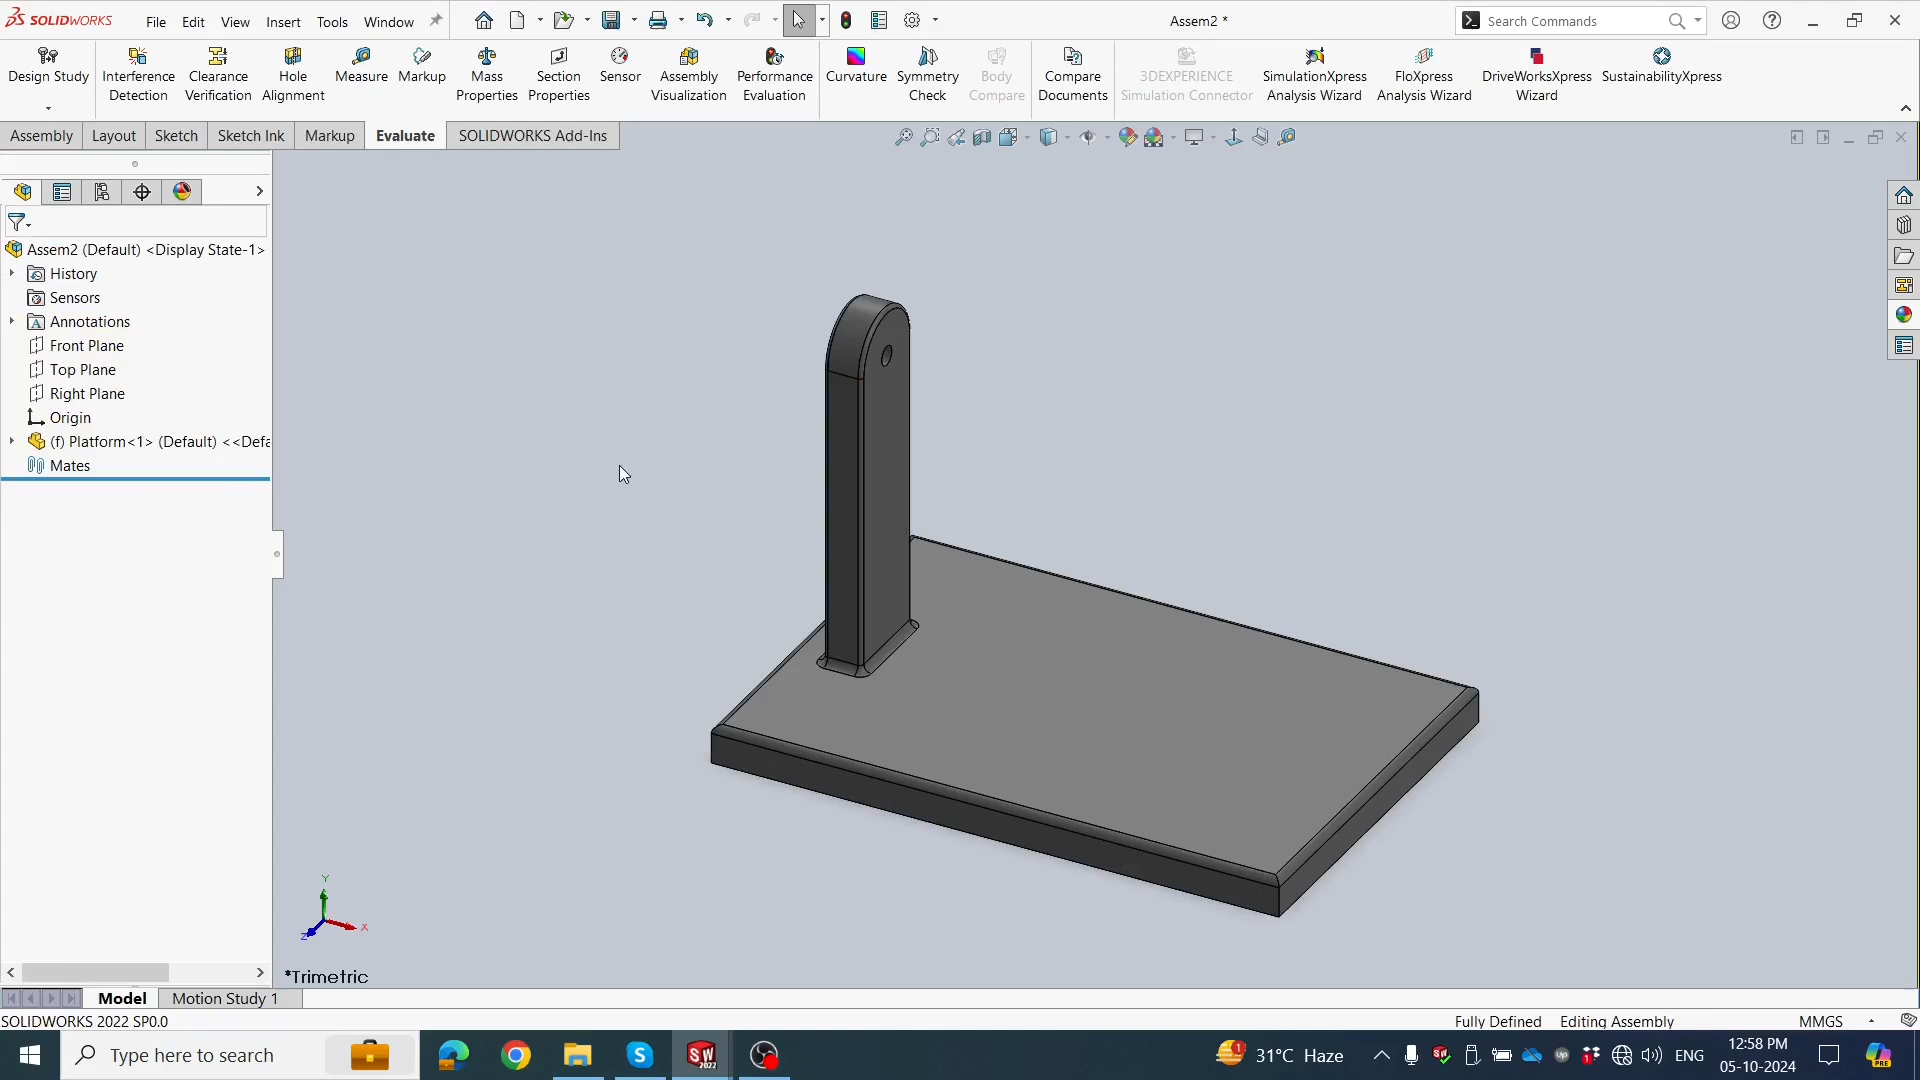 SOLIDWORKS
File Edit View Insert Tools Window
Assem2 *
Search Commands
Design Study
Interference Detection
Clearance Verification
Hole Alignment
Measure
Markup
Mass Properties
Section Properties
Sensor
Assembly Visualization
Performance Evaluation
Curvature
Symmetry Check
Body Compare
Compare Documents
3DEXPERIENCE Simulation Connector
SimulationXpress Analysis Wizard
FloXpress Analysis Wizard
DriveWorksXpress Wizard
SustainabilityXpress
Assembly Layout Sketch Sketch Ink Markup Evaluate SOLIDWORKS Add-Ins
Assem2 (Default) <Display State-1>
History
Sensors
Annotations
Front Plane
Top Plane
Right Plane
Origin
(f) Platform<1> (Default) <<Defa
Mates
Y
X
Z
*Trimetric
Model Motion Study 1
SOLIDWORKS 2022 SP0.0
Fully Defined Editing Assembly MMGS
Type here to search
31°C Haze
ENG
12:58 PM
05-10-2024